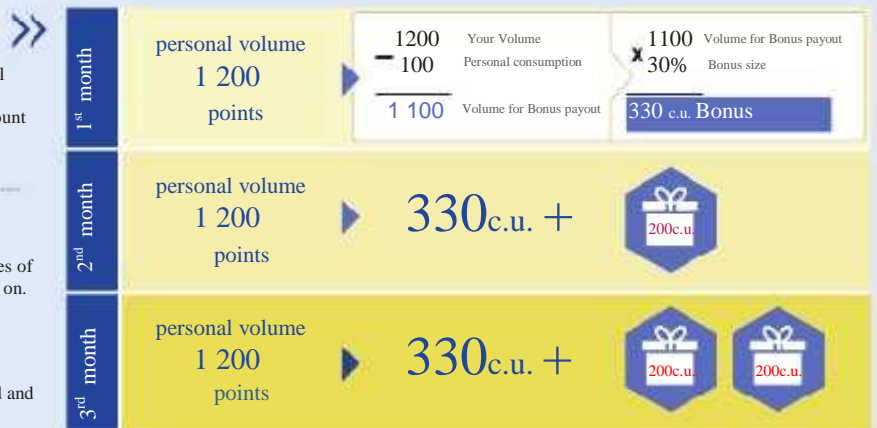 l
ount
es of
on.
l and
1st month
personal volume
1 200
points
1200 Your Volume
– 100 Personal consumption
1 100 Volume for Bonus payout
x 1100 Volume for Bonus payout
30% Bonus size
330 c.u. Bonus
2nd month
personal volume
1 200
points
330c.u. +
200c.u.
3rd month
personal volume
1 200
points
330c.u. +
200c.u.
200c.u.